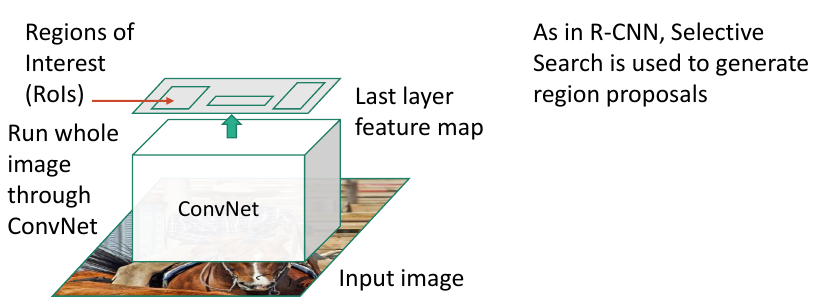 Regions of
Interest
(RoIs)
Run whole
image
through
ConvNet
Last layer
feature map
ConvNet
Input image
As in R-CNN, Selective
Search is used to generate
region proposals